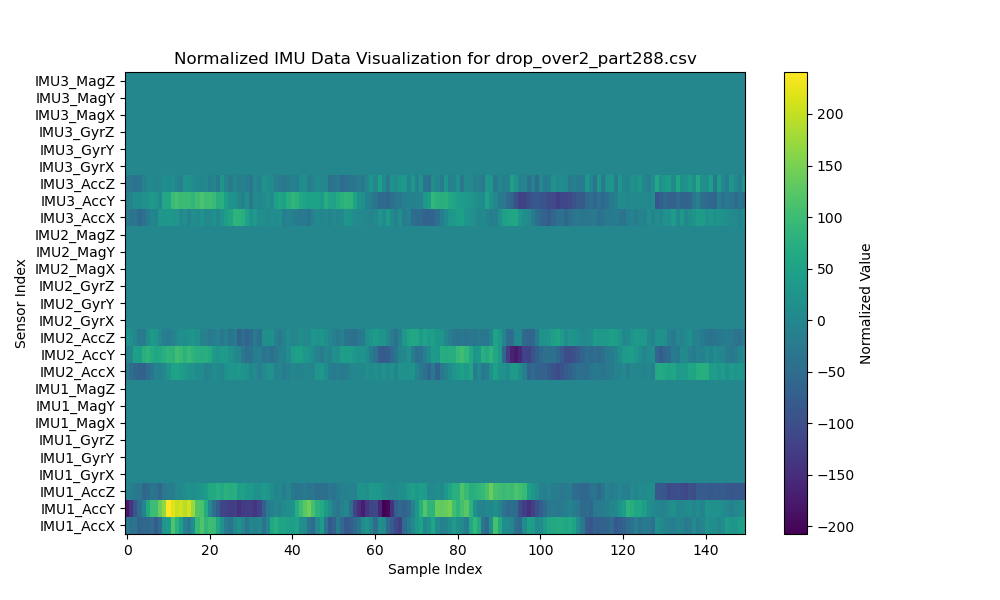 Normalized IMU Data Visualization for drop_over2_part288.csv
IMU3_MagZ
IMU3_MagY
IMU3_MagX
IMU3_GyrZ
IMU3_GyrY
IMU3_GyrX
IMU3_AccZ
IMU3_AccY
IMU3_AccX
IMU2_MagZ
IMU2_MagY
IMU2_MagX
IMU2_GyrZ
IMU2_GyrY
IMU2_GyrX
IMU2_AccZ
IMU2_AccY
IMU2_AccX
IMU1_MagZ
IMU1_MagY
IMU1_MagX
IMU1_GyrZ
IMU1_GyrY
IMU1_GyrX
IMU1_AccZ
IMU1_AccY
IMU1_AccX
Sensor Index
0 20 40 60 80 100 120 140
Sample Index
200
150
100
50
0
−50
−100
−150
−200
Normalized Value